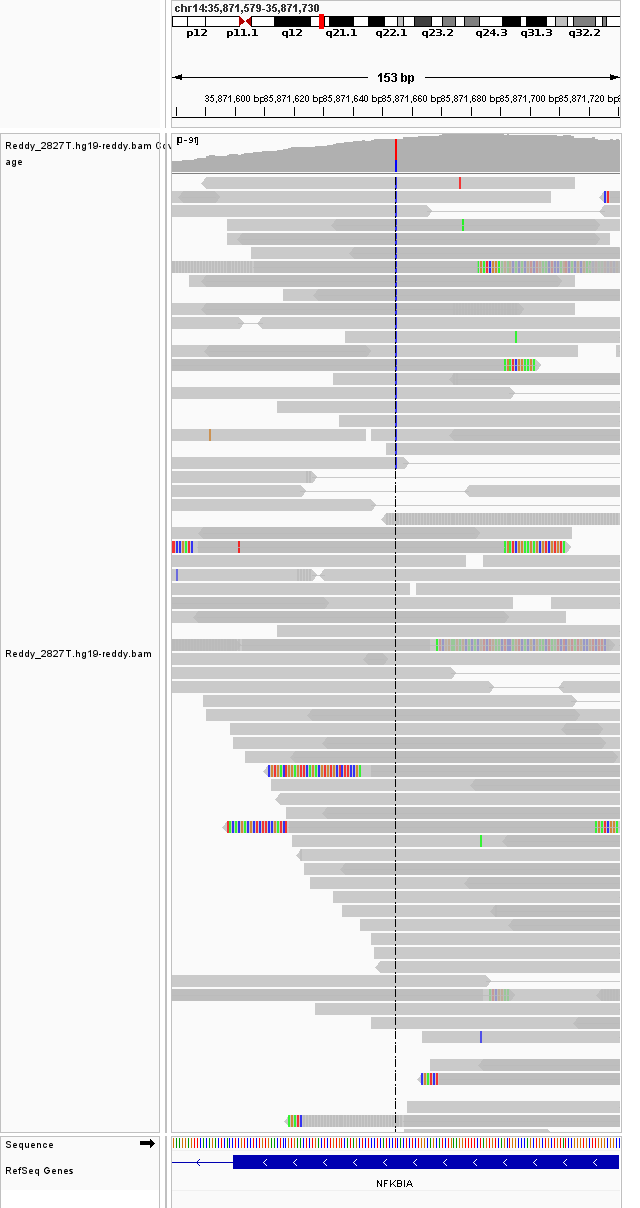 chr14:35,871,579-35,871,730
p12 p11.1 q12 q21.1 q22.1 q23.2 q24.3 q31.3 q32.2
153 bp
35,871,600 bp 35,871,620 bp 35,871,640 bp 35,871,660 bp 35,871,680 bp 35,871,700 bp 35,871,720 bp
[0-91]
Reddy_2827T.hg19-reddy.bam Cov
age
Reddy_2827T.hg19-reddy.bam
Sequence
RefSeq Genes
NFKBIA